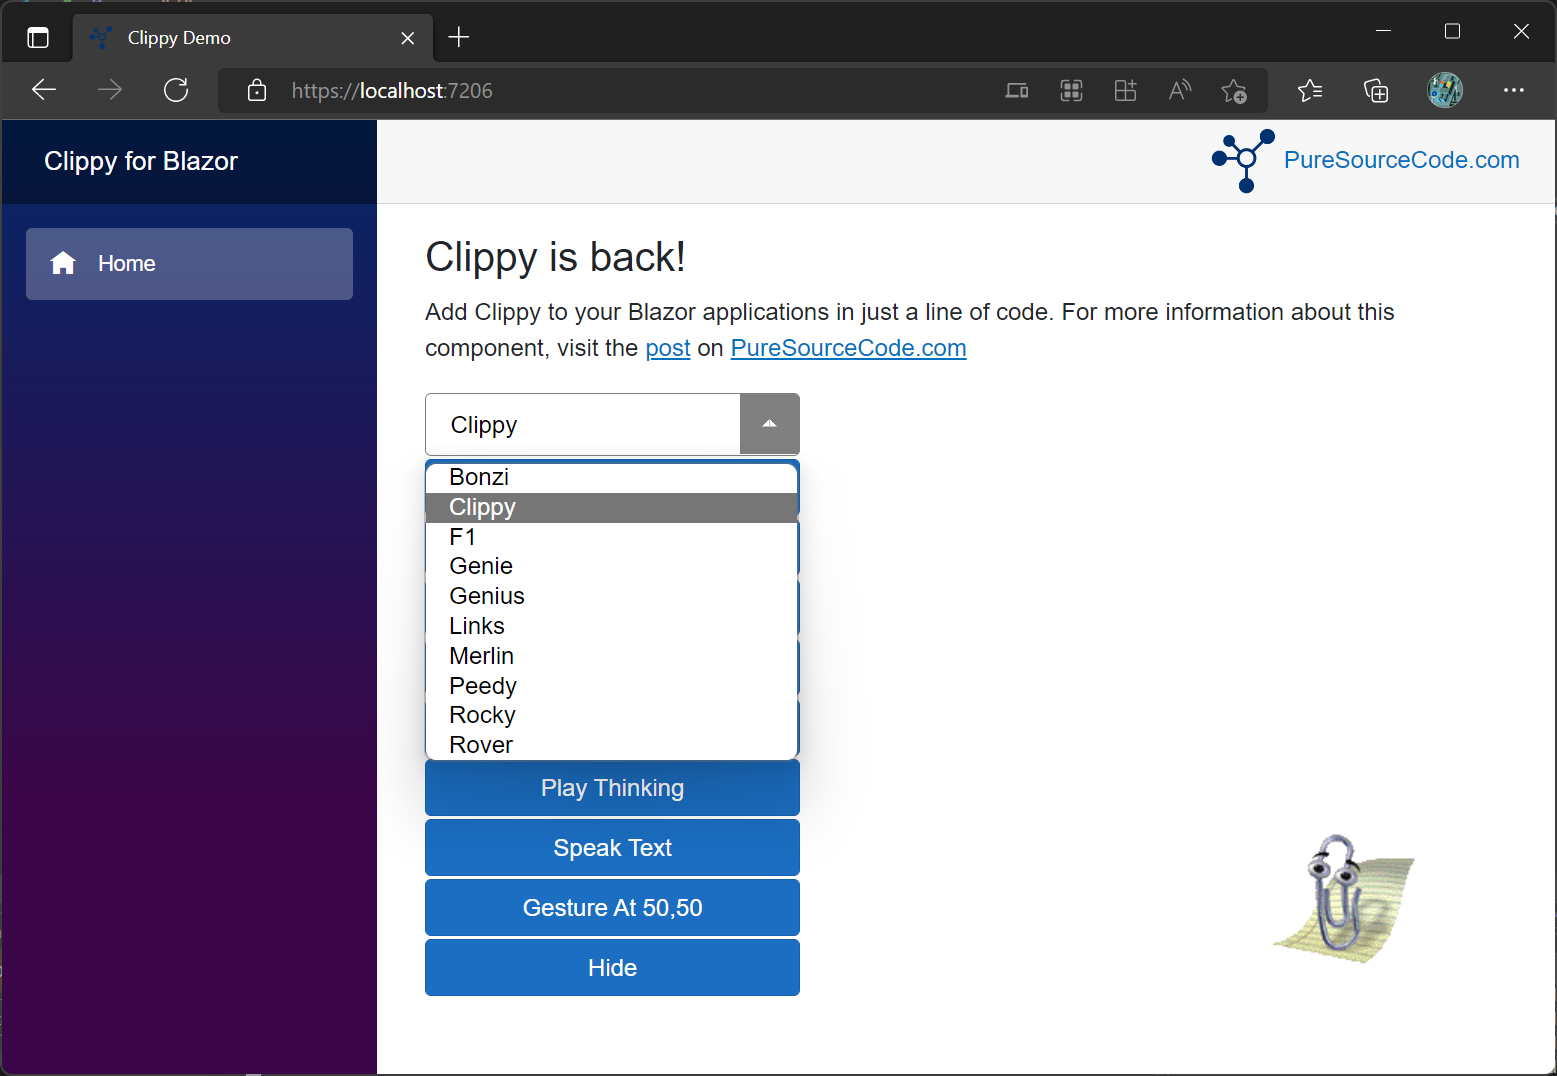 Clippy Demo
https://localhost:7206
Clippy for Blazor
PureSourceCode.com
Home
Clippy is back!
Add Clippy to your Blazor applications in just a line of code. For more information about this
component, visit the post on PureSourceCode.com
Clippy
Bonzi
Clippy
F1
Genie
Genius
Links
Merlin
Peedy
Rocky
Rover
Play Thinking
Speak Text
Gesture At 50,50
Hide